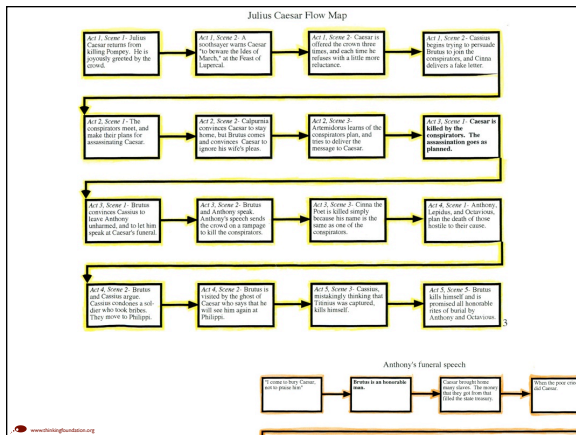 Julius Caesar Flow Map
Act 1, Scene 1- Julius
Caesar returns from
killing Pompey. He is
joyously greeted by the
crowd.
Act 1, Scene 2- A
soothsayer warns Caesar
"to beware the Ides of
March," at the Feast of
Lupercal.
Act 1, Scene 2- Caesar is
offered the crown three
times, and each time he
refuses with a little more
reluctance.
Act 1, Scene 2- Cassius
begins trying to persuade
Brutus to join the
conspirators, and Cinna
delivers a fake letter.
Act 2, Scene 1- The
conspirators meet, and
make their plans for
assassinating Caesar.
Act 2, Scene 2- Calpurnia
convinces Caesar to stay
home, but Brutus comes
and convinces Caesar to
ignore his wife's pleas.
Act 2, Scene 3-
Artemidorus learns of the
conspirators plan, and
tries to deliver the
message to Caesar.
Act 3, Scene 1- Caesar is
killed by the
conspirators. The
assassination goes as
planned.
Act 3, Scene 1- Brutus
convinces Cassius to
leave Anthony
unharmed, and to let him
speak at Caesar's funeral.
Act 3, Scene 2- Brutus
and Anthony speak.
Anthony's speech sends
the crowd on a rampage
to kill the conspirators.
Act 3, Scene 3- Cinna the
Poet is killed simply
because his name is the
same as one of the
conspirators.
Act 4, Scene 1- Anthony,
Lepidus, and Octavious,
plan the death of those
hostile to their cause.
Act 4, Scene 2- Brutus
and Cassius argue.
Cassius condones a sol-
dier who took bribes.
They move to Philippi.
Act 4, Scene 2- Brutus is
visited by the ghost of
Caesar who says that he
will see him again at
Philippi.
Act 5, Scene 3- Cassius,
mistakingly thinking that
Titinius was captured,
kills himself.
Act 5, Scene 5- Brutus
kills himself and is
promised all honorable
rites of burial by
Anthony and Octavious.
3
Anthony's funeral speech
"I come to bury Caesar,
not to praise him"
Brutus is an honorable
man.
Caesar brought home
many slaves. The money
that they got from that
filled the state treasury.
When the poor cried
did Caesar
www.thinkingfoundation.org